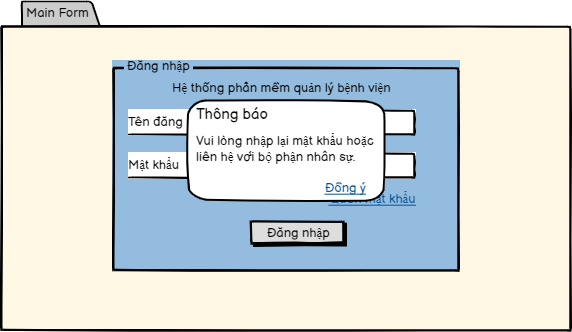 Main Form
Đăng nhập
Hệ thống phần mềm quản lý bệnh viện
Thông báo
Tên đăng
Vui lòng nhập lại mật khẩu hoặc
liên hệ với bộ phận nhân sự.
Mật khẩu
Đồng ý
mật khẩu
Đăng nhập